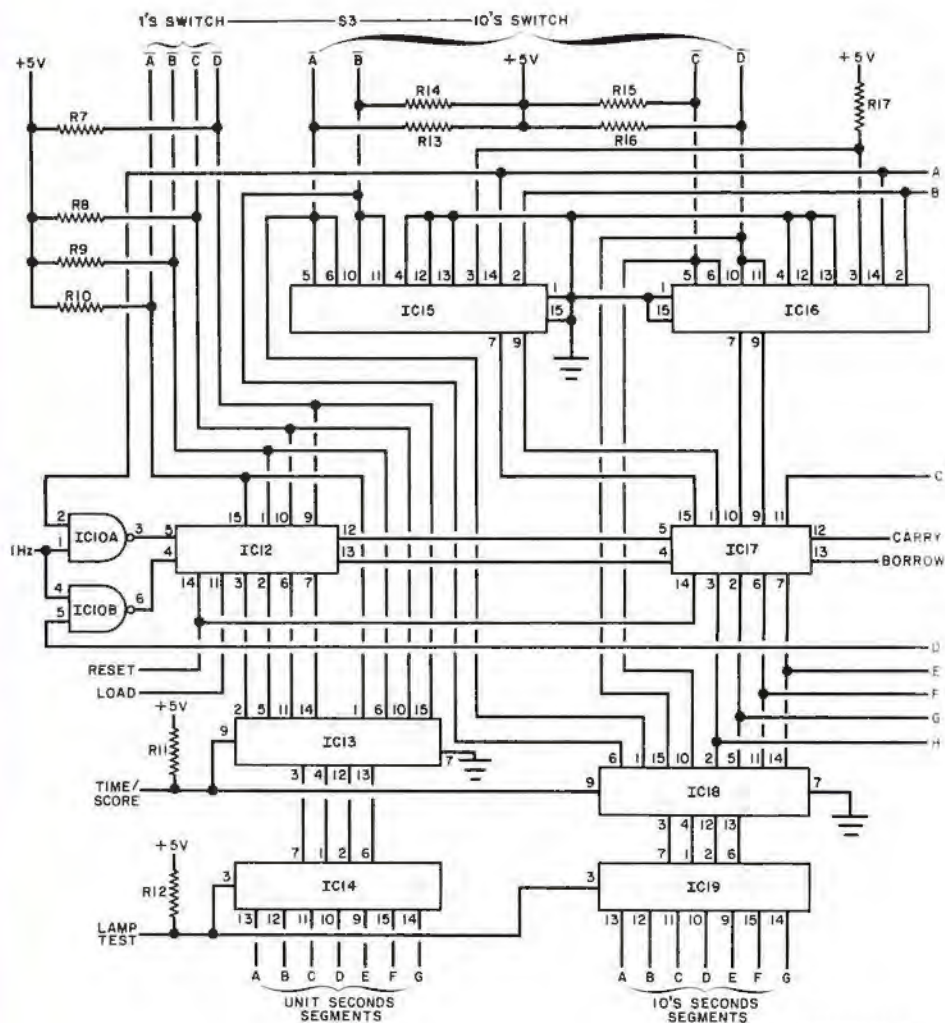 1'S SWITCH S3 10'S SWITCH
+5V A B C D A B +5V C D +5V
R14 R15 R17
R7 R13 R16
A
B
R8
R9
R10
5 6 10 11 4 12 13 3 14 2 5 6 10 11 4 12 13 3 14 2
IC15 1 1 IC16
15 15
7 9 7 9
C
2 15 1 10 9 15 1 10 9 11
IC10A 3 5 12 5 12 CARRY
1Hz 1 IC12 IC17
4 4 13 4 13 BORROW
IC10B 6 14 11 3 2 6 7 14 3 2 6 7
5
D
RESET E
LOAD F
+5V 2 5 11 14 1 6 10 15 G
R11 9 IC13 7 H
3 4 12 13 6 1 15 10 2 5 11 14
TIME/
SCORE 9 IC18 7
3 4 12 13
+5V 7 1 2 6 7 1 2 6
R12 3 IC14 3 IC19
13 12 11 10 9 15 14 13 12 11 10 9 15 14
LAMP
TEST
A B C D E F G A B C D E F G
UNIT SECONDS
SEGMENTS
10'S SECONDS
SEGMENTS